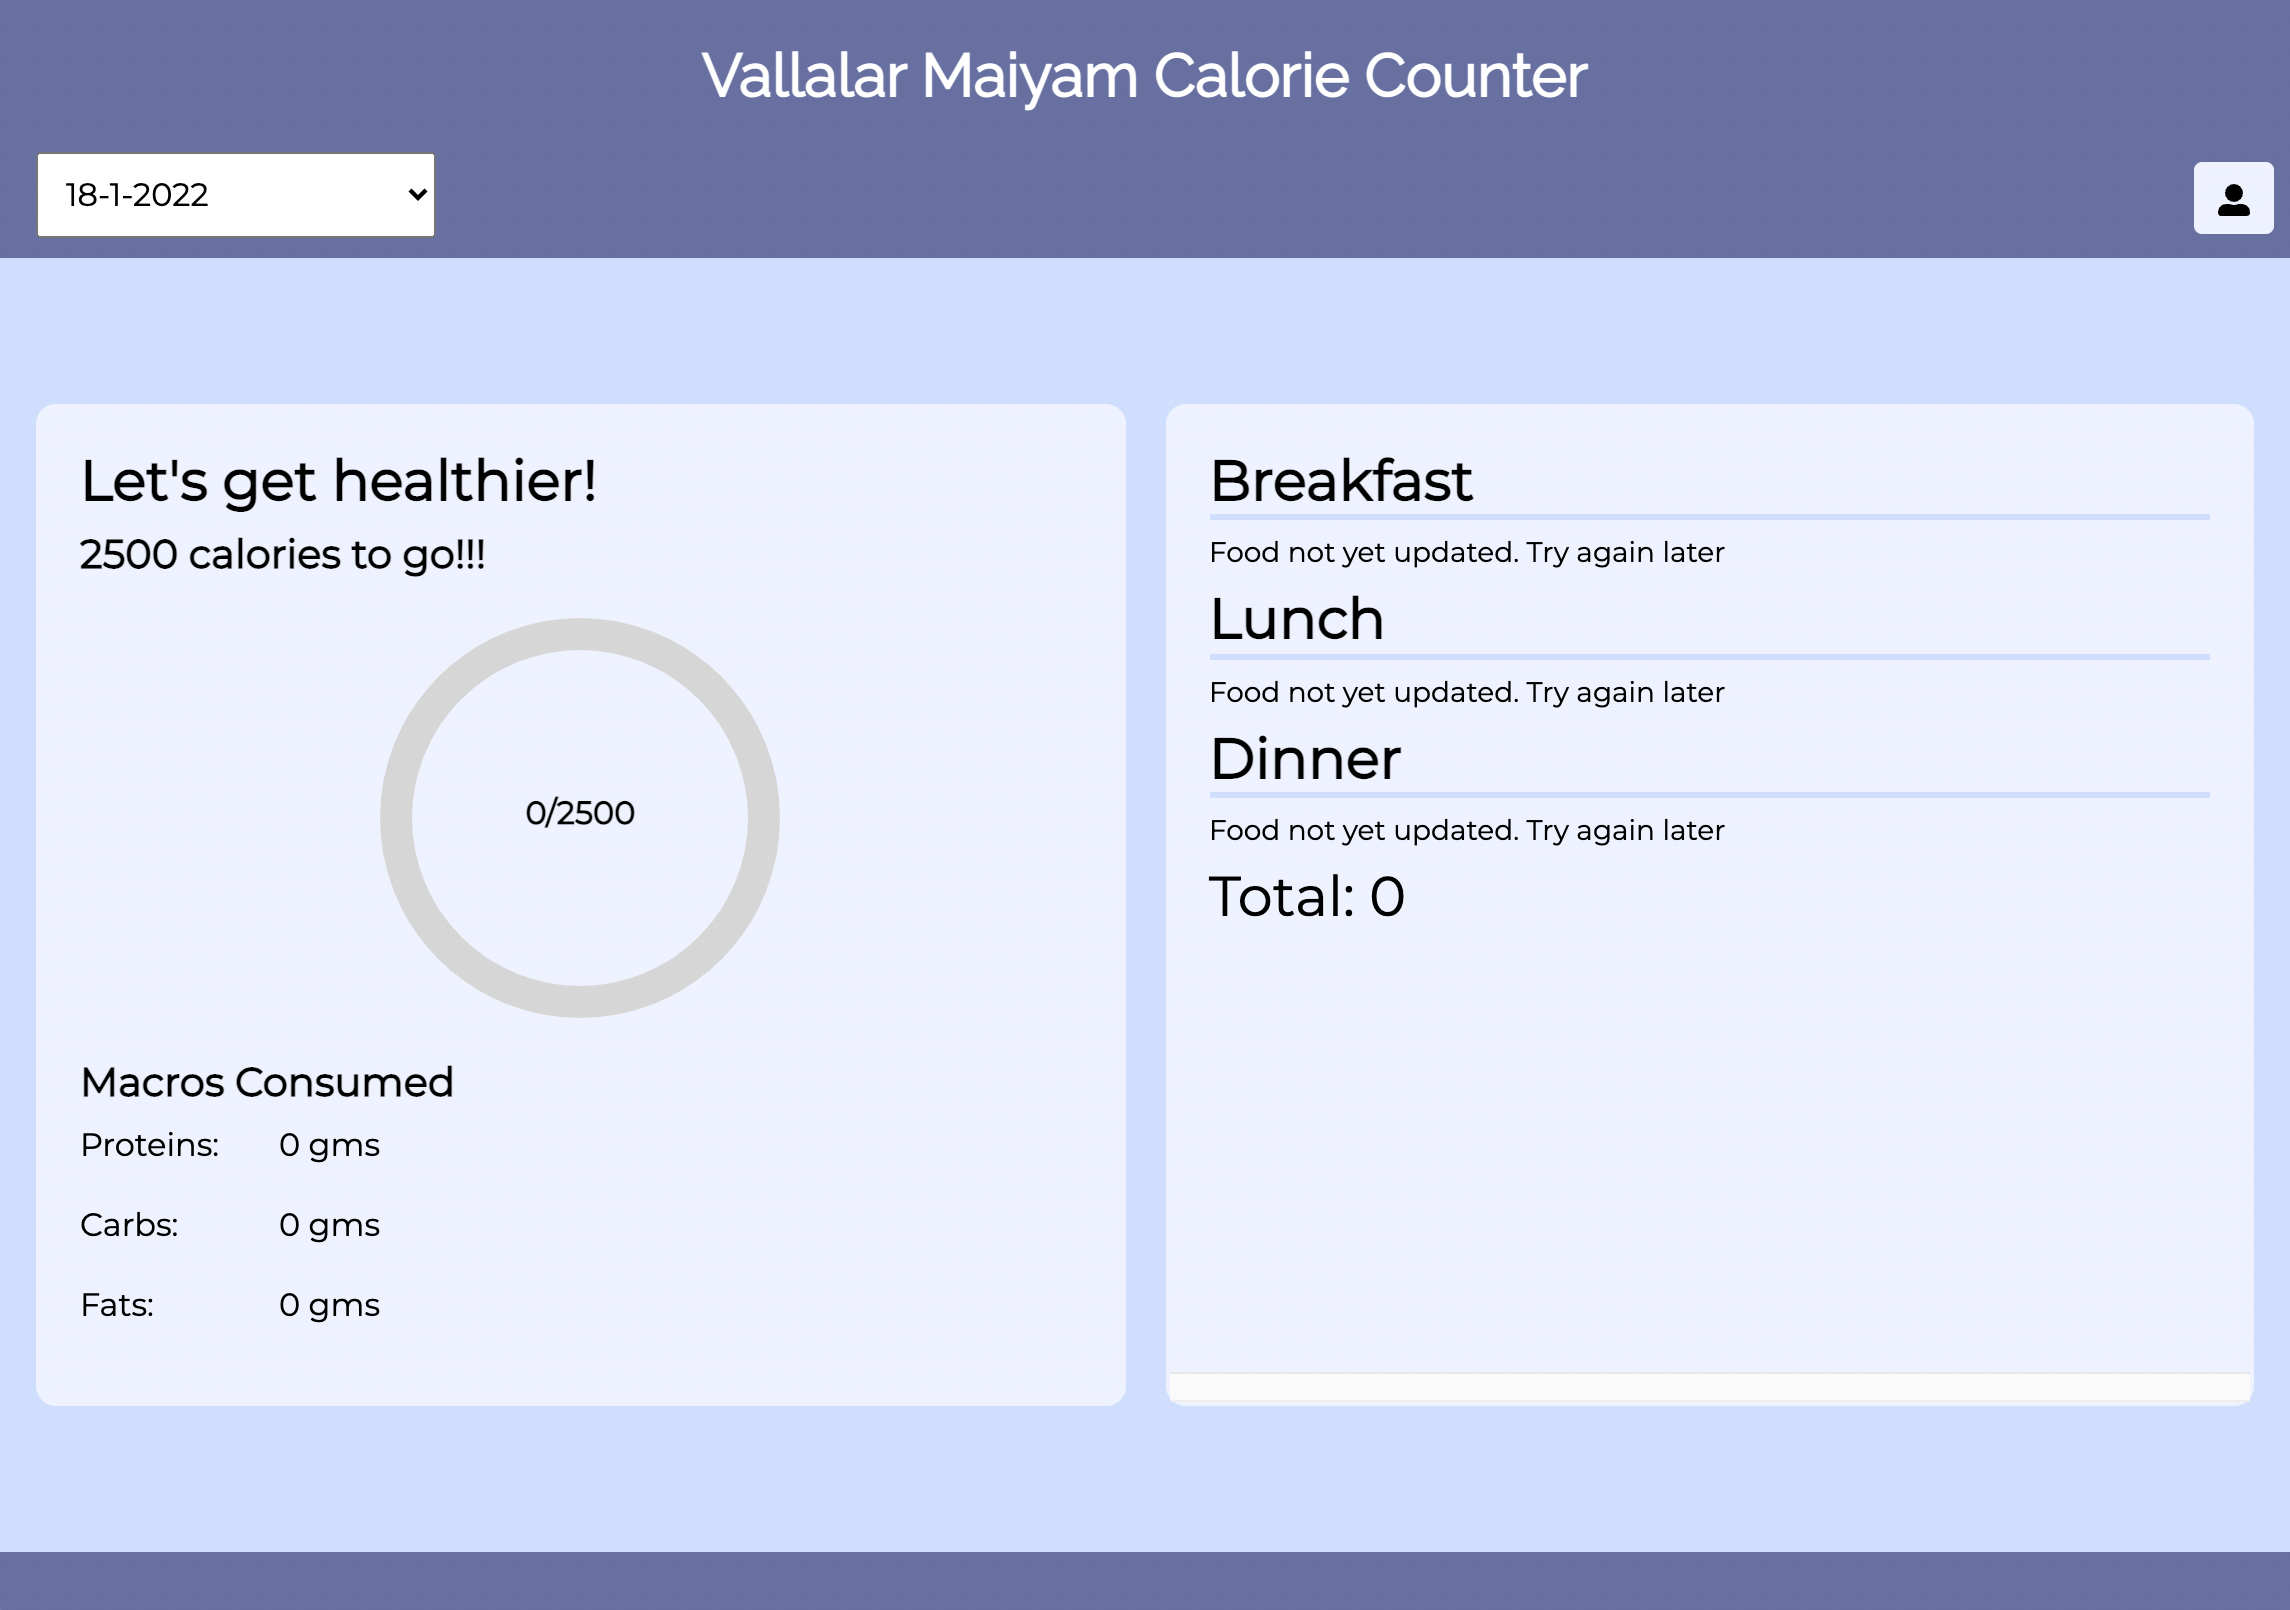 Vallalar Maiyam Calorie Counter
18-1-2022
Let's get healthier!
2500 calories to go!!!
0/2500
Macros Consumed
Proteins: 0 gms
Carbs: 0 gms
Fats: 0 gms
Breakfast
Food not yet updated. Try again later
Lunch
Food not yet updated. Try again later
Dinner
Food not yet updated. Try again later
Total: 0